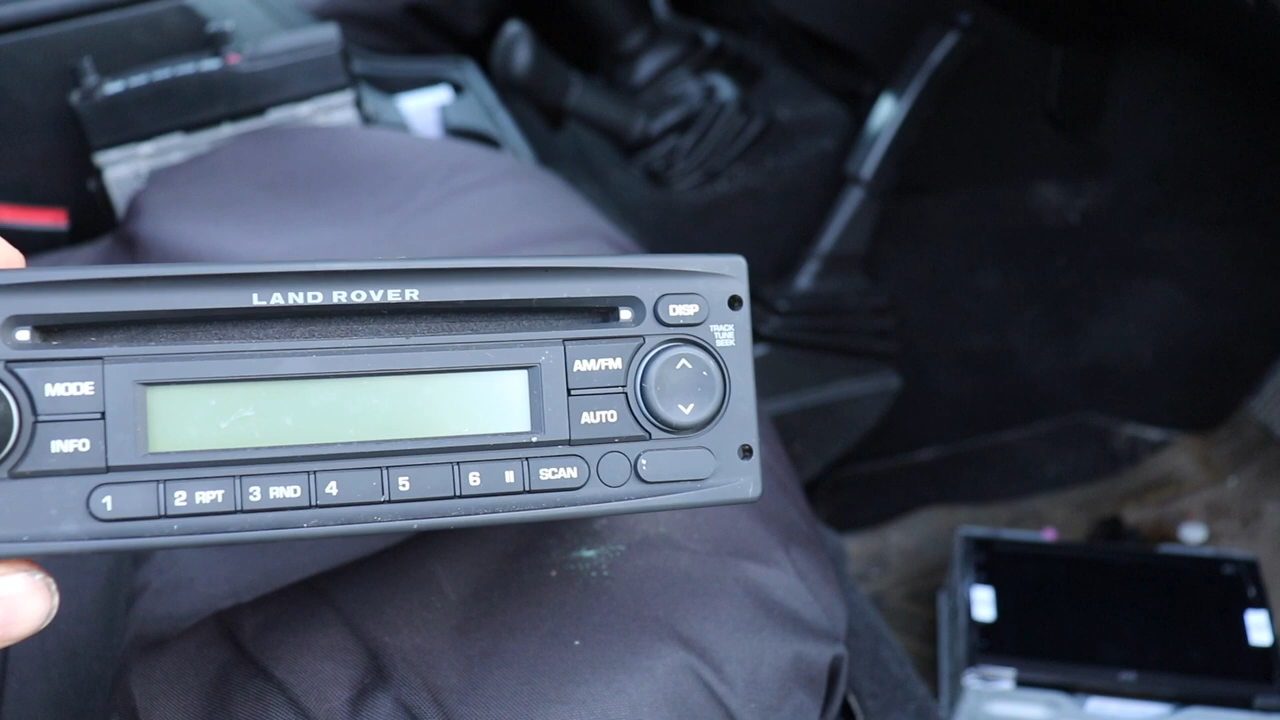 LAND ROVER
DISP
TRACK
TUNE
SEEK
MODE
AM/FM
INFO
AUTO
1
2 RPT
3 RND
4
5
6 II
SCAN